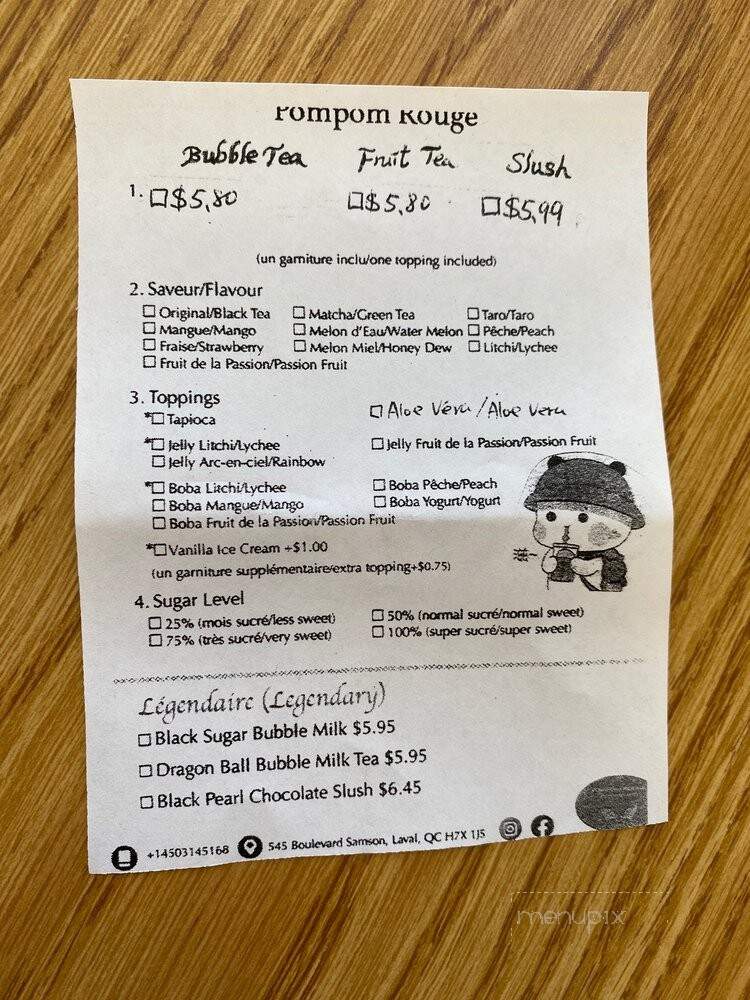 Pompom Rouge
Bubble Tea Fruit Tea Slush
1. ☐$5,80 ☐$5,80 ☐$5,99
(un garniture inclu/one topping included)
2. Saveur/Flavour
☐ Original/Black Tea ☐ Matcha/Green Tea ☐ Taro/Taro
☐ Mangue/Mango ☐ Melon d'Eau/Water Melon ☐ Pêche/Peach
☐ Fraise/Strawberry ☐ Melon Miel/Honey Dew ☐ Litchi/Lychee
☐ Fruit de la Passion/Passion Fruit
3. Toppings
*☐ Tapioca ☐ Aloe Véra/Aloe vera
*☐ Jelly Litchi/Lychee ☐ Jelly Fruit de la Passion/Passion Fruit
☐ Jelly Arc-en-ciel/Rainbow
*☐ Boba Litchi/Lychee ☐ Boba Pêche/Peach
☐ Boba Mangue/Mango ☐ Boba Yogurt/Yogurt
☐ Boba Fruit de la Passion/Passion Fruit
*☐ Vanilla Ice Cream +$1.00
(un garniture supplémentaire/extra topping+$0.75)
4. Sugar Level
☐ 25% (mois sucré/less sweet) ☐ 50% (normal sucré/normal sweet)
☐ 75% (très sucré/very sweet) ☐ 100% (super sucré/super sweet)
Légendaire (Legendary)
☐ Black Sugar Bubble Milk $5.95
☐ Dragon Ball Bubble Milk Tea $5.95
☐ Black Pearl Chocolate Slush $6.45
+14503145168 545 Boulevard Samson, Laval, QC H7X 1J5
menupix